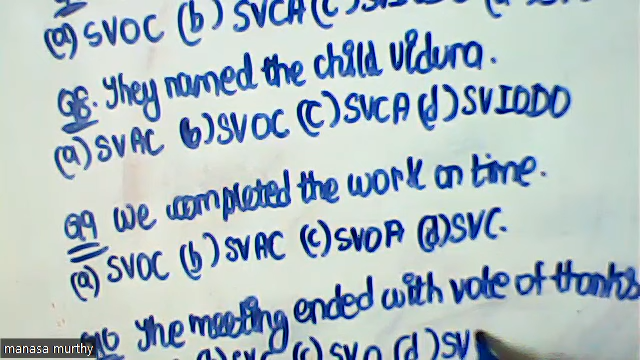 (a) SVOC (b) SVCA (c)
Q8. They named the child Vidura.
(a) SVAC (b) SVOC (c) SVCA (d) SVIODO
Q9 We completed the work on time.
(a) SVOC (b) SVAC (c) SVOA (d) SVC.
The meeting ended with vote of thanks
(c) SVO (d) SV
manasa murthy